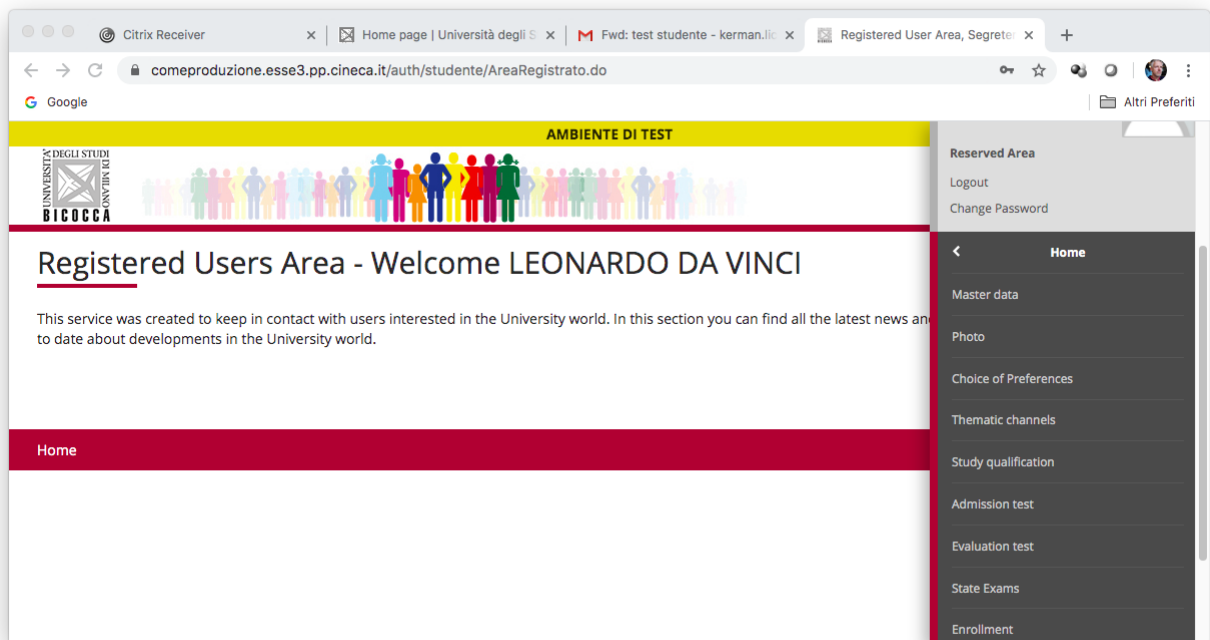 Citrix Receiver
Home page | Università degli S
Fwd: test studente - kerman.lic
Registered User Area, Segreter
comeproduzione.esse3.pp.cineca.it/auth/studente/AreaRegistrato.do
Google
Altri Preferiti
AMBIENTE DI TEST
UNIVERSITÀ DEGLI STUDI DI MILANO
BICOCCA
Registered Users Area - Welcome LEONARDO DA VINCI
This service was created to keep in contact with users interested in the University world. In this section you can find all the latest news an
to date about developments in the University world.
Home
Reserved Area
Logout
Change Password
Home
Master data
Photo
Choice of Preferences
Thematic channels
Study qualification
Admission test
Evaluation test
State Exams
Enrollment